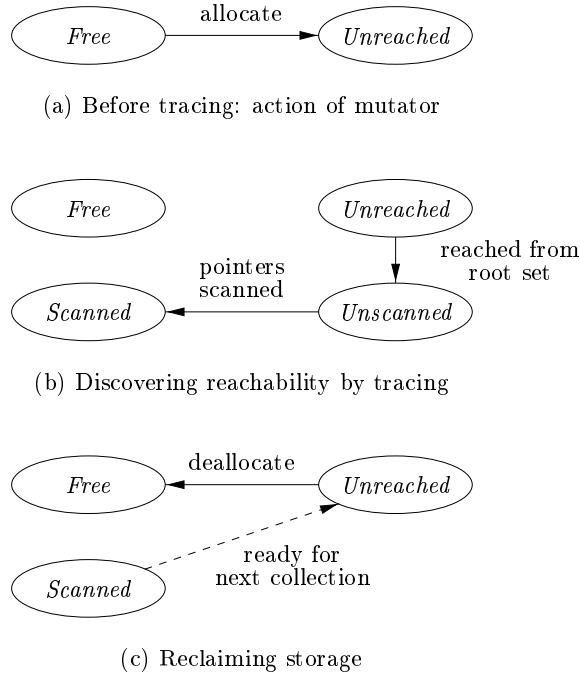 allocate
Free
Unreached
(a) Before tracing: action of mutator
Free
Unreached
reached from
root set
pointers
scanned
Scanned
Unscanned
(b) Discovering reachability by tracing
deallocate
Free
Unreached
ready for
next collection
Scanned
(c) Reclaiming storage